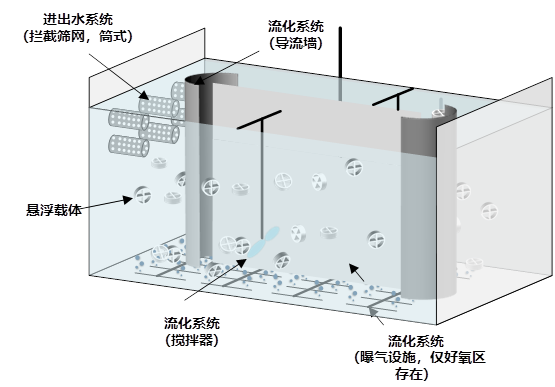 进出水系统
（拦截筛网，筒式）
流化系统
（导流墙）
悬浮载体
流化系统
（搅拌器）
流化系统
（曝气设施，仅好氧区
存在）